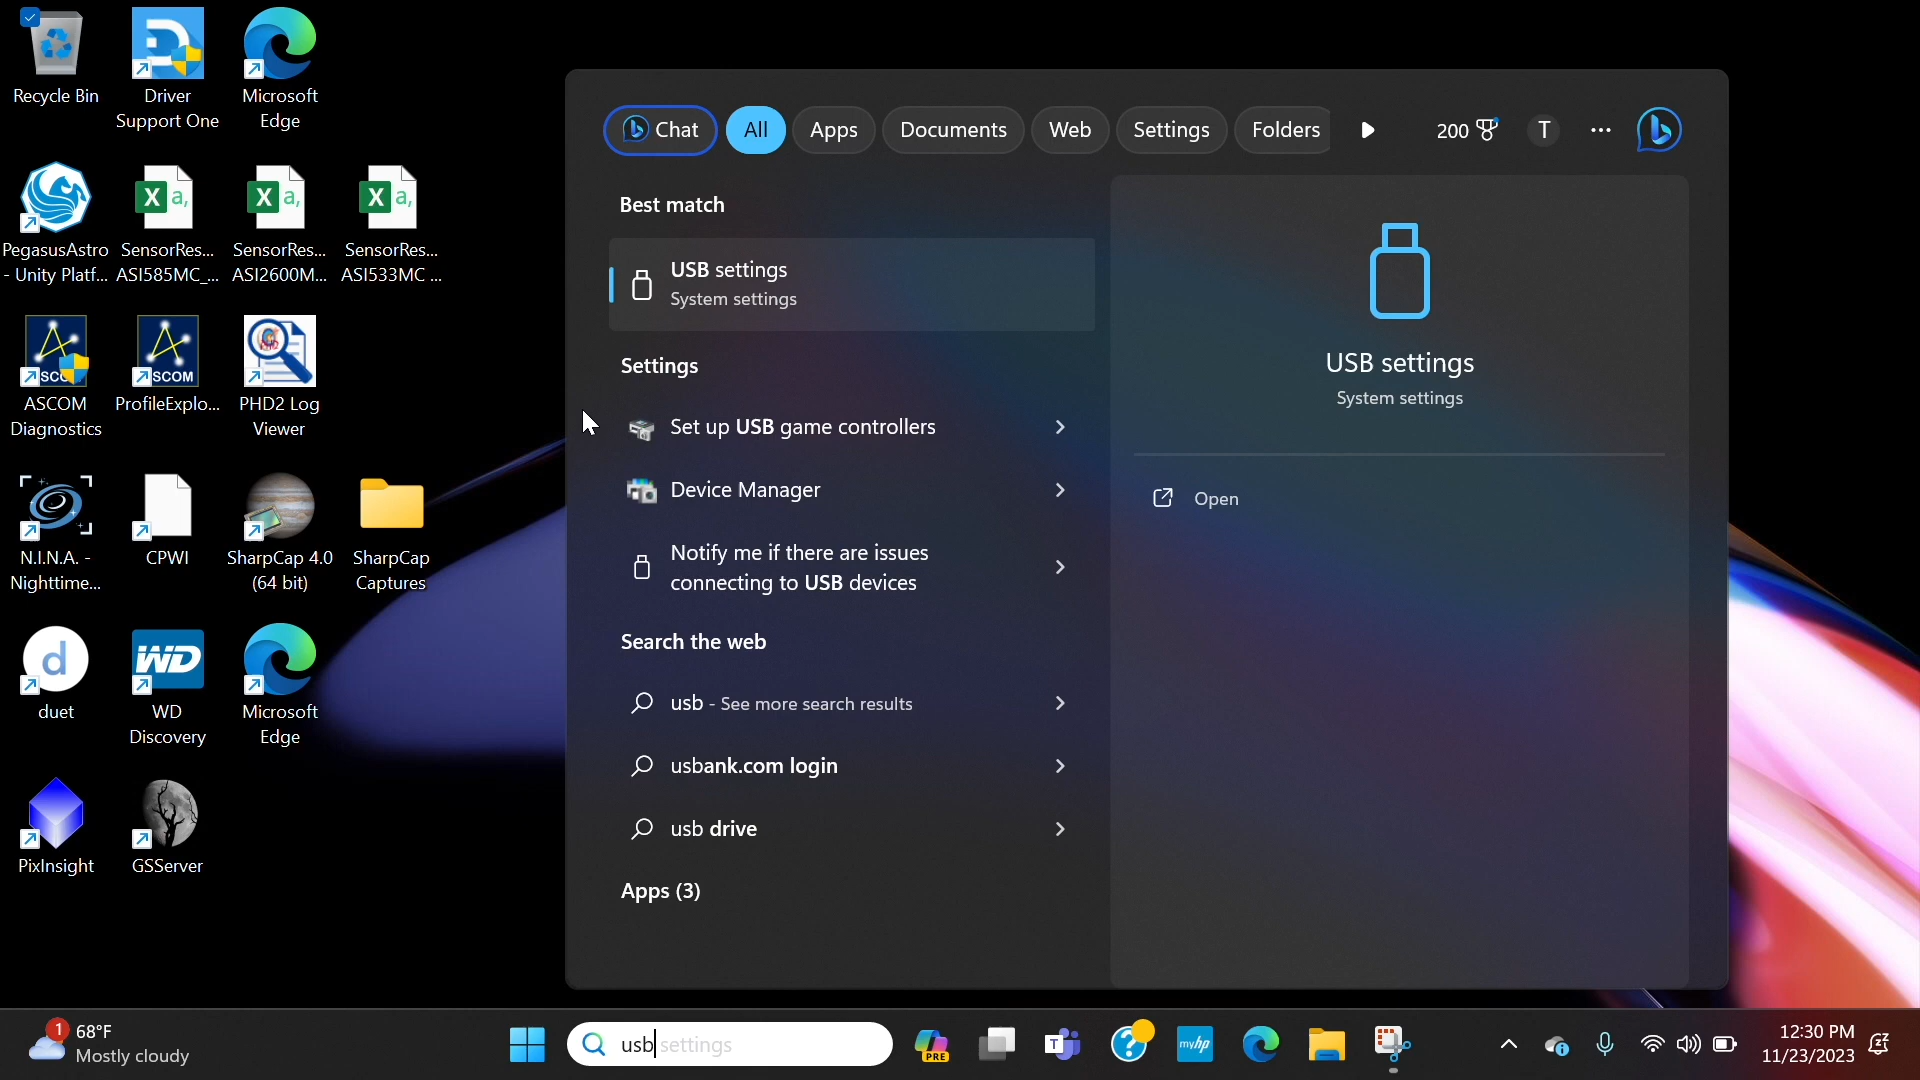 Recycle Bin
Driver
Support One
Microsoft
Edge
PegasusAstro
- Unity Platf...
a,
SensorRes...
ASI585MC_...
a,
SensorRes...
ASI2600M...
a,
SensorRes...
ASI533MC ...
ASCOM
Diagnostics
SCOM
ProfileExplo...
PHD2 Log
Viewer
N.I.N.A. -
Nighttime...
CPWI
SharpCap 4.0
(64 bit)
SharpCap
Captures
d
duet
WD
WD
Discovery
Microsoft
Edge
PixInsight
GSServer
Chat
All
Apps
Documents
Web
Settings
Folders
200
T
Best match
USB settings
System settings
Settings
Set up USB game controllers
Device Manager
Notify me if there are issues
connecting to USB devices
Search the web
usb - See more search results
usbank.com login
usb drive
Apps (3)
USB settings
System settings
Open
1
68°F
Mostly cloudy
usb settings
PRE
T
?
myhp
12:30 PM
11/23/2023